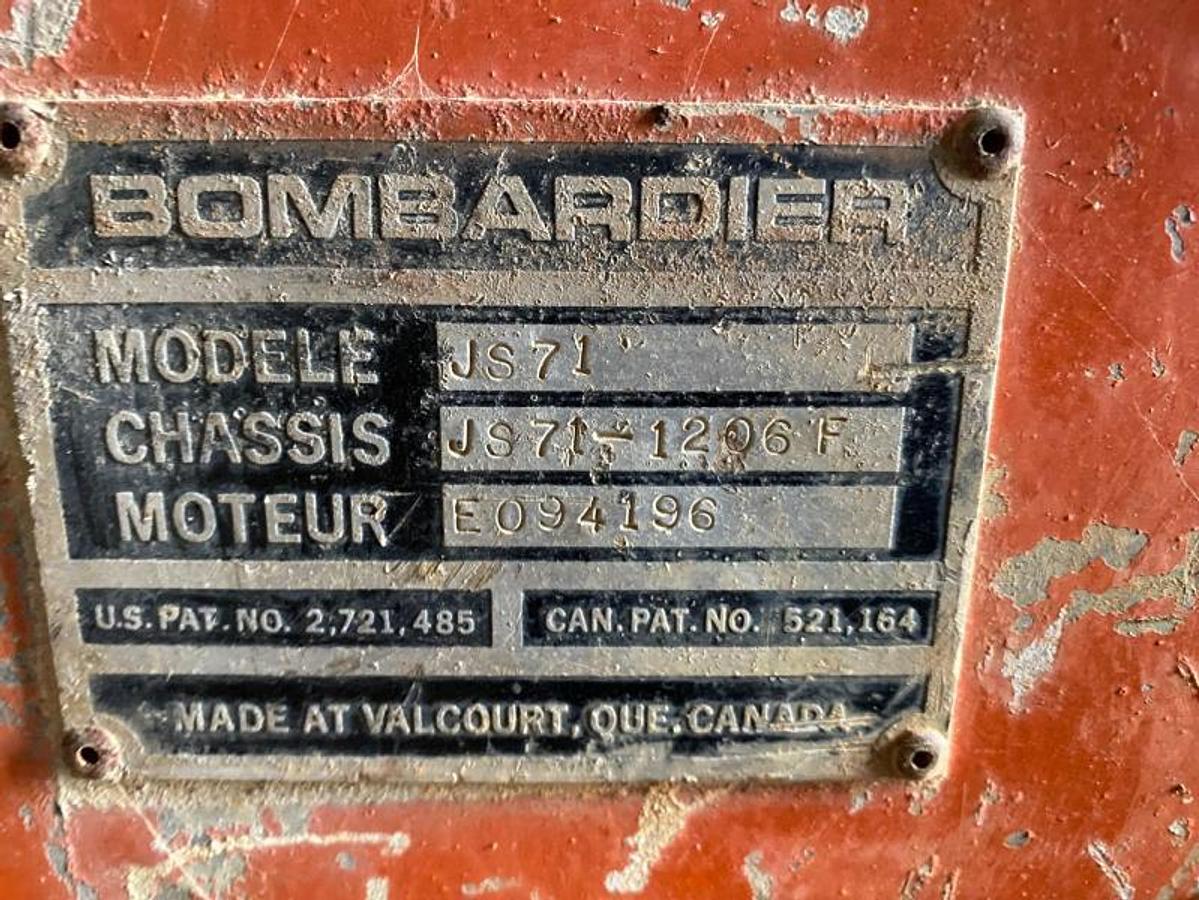 BOMBARDIER
MODELE JS71
CHASSIS JS71-1206F
MOTEUR E094196
U.S. PAT. NO. 2,721,485 CAN. PAT. NO. 521,164
MADE AT VALCOURT, QUE. CANADA